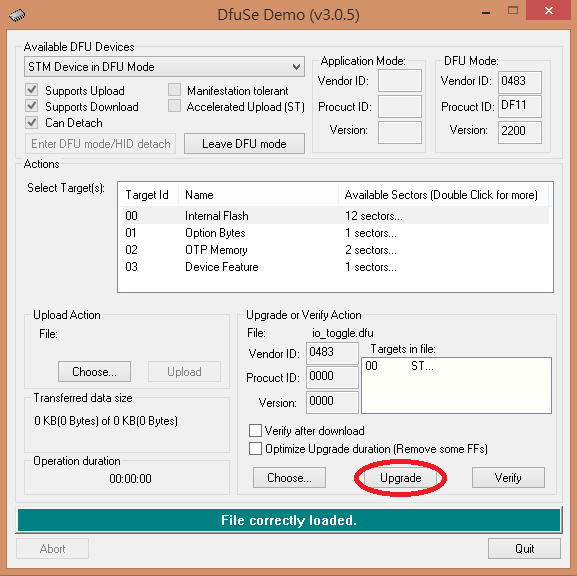 DfuSe Demo (v3.0.5)
Available DFU Devices
STM Device in DFU Mode
Supports Upload
Manifestation tolerant
Supports Download
Accelerated Upload (ST)
Can Detach
Enter DFU mode/HID detach
Leave DFU mode
Application Mode:
Vendor ID:
Procuct ID:
Version:
DFU Mode:
Vendor ID: 0483
Procuct ID: DF11
Version: 2200
Actions
Select Target(s):
Target Id Name Available Sectors (Double Click for more)
00 Internal Flash 12 sectors...
01 Option Bytes 1 sectors...
02 OTP Memory 2 sectors...
03 Device Feature 1 sectors...
Upload Action
File:
Choose... Upload
Transferred data size
0 KB(0 Bytes) of 0 KB(0 Bytes)
Operation duration
00:00:00
Upgrade or Verify Action
File: io_toggle.dfu
Vendor ID: 0483
Procuct ID: 0000
Version: 0000
Targets in file:
00 ST...
Verify after download
Optimize Upgrade duration (Remove some FFs)
Choose... Upgrade Verify
File correctly loaded.
Abort Quit